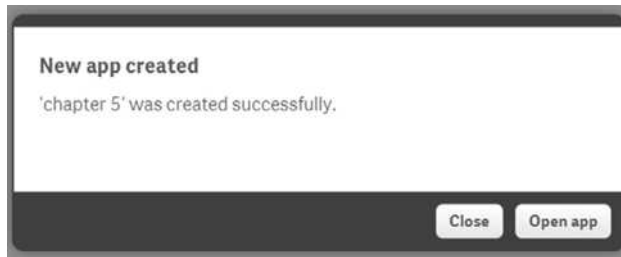 New app created
'chapter 5' was created successfully.
Close
Open app